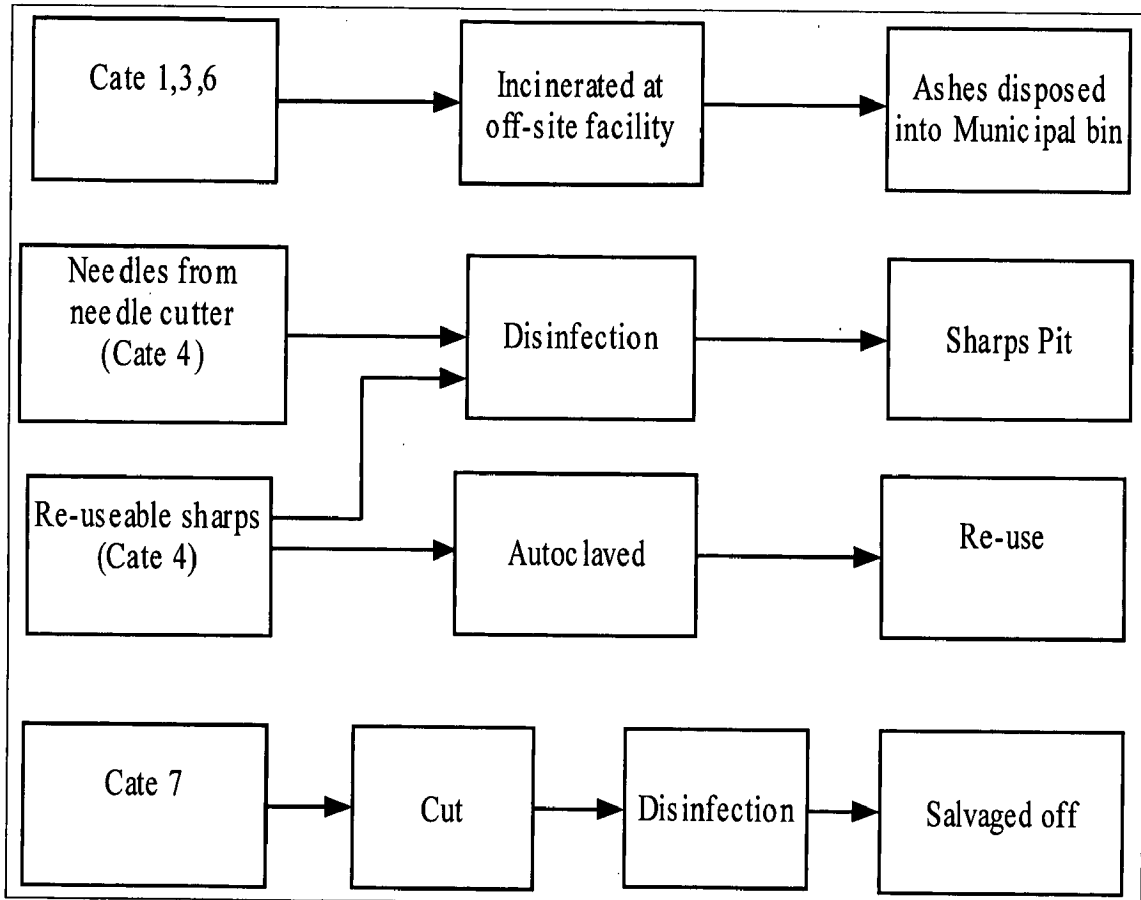 Cate 1,3,6
Incinerated at
off-site facility
Ashes disposed
into Municipal bin
Needles from
needle cutter
(Cate 4)
Disinfection
Sharps Pit
Re-useable sharps
(Cate 4)
Autoclaved
Re-use
Cate 7
Cut
Disinfection
Salvaged off